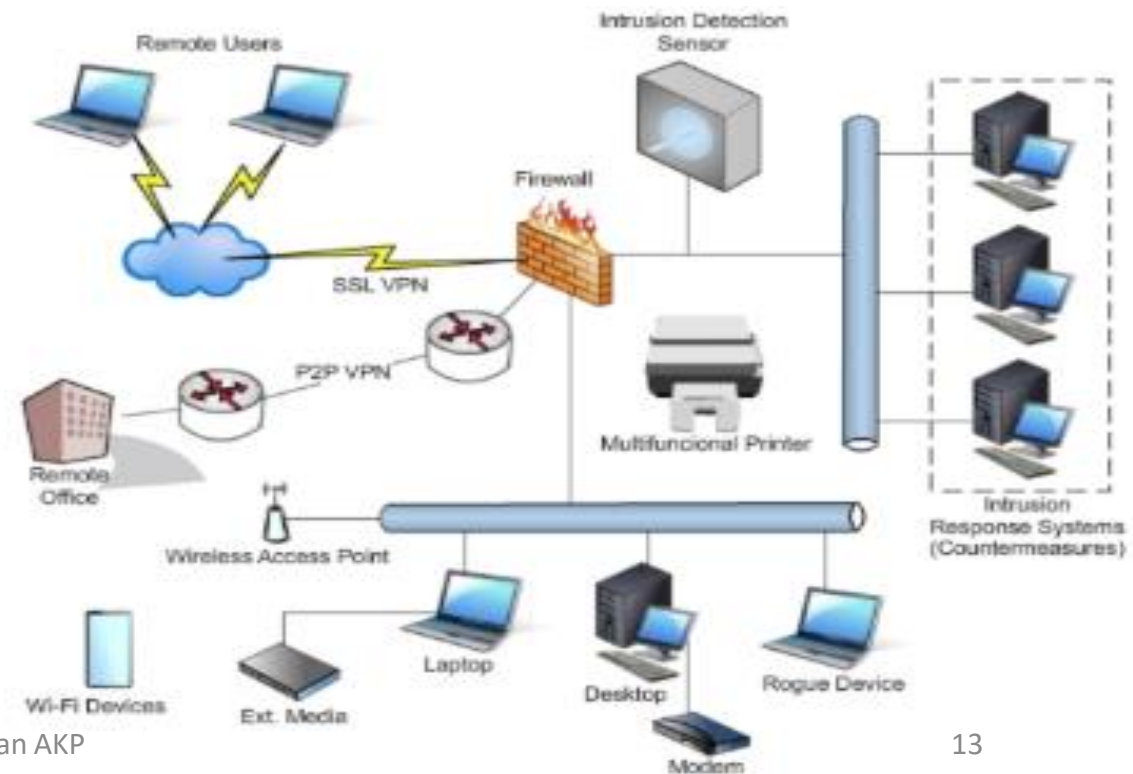 Remote Users
Intrusion Detection
Sensor
Firewall
SSL VPN
P2P VPN
Remote
Office
Multifuncional Printer
Intrusion
Response Systems
(Countermeasures)
Wireless Access Point
Laptop
Desktop
Rogue Device
Wi-Fi Devices
Ext. Media
Modem
an AKP
13